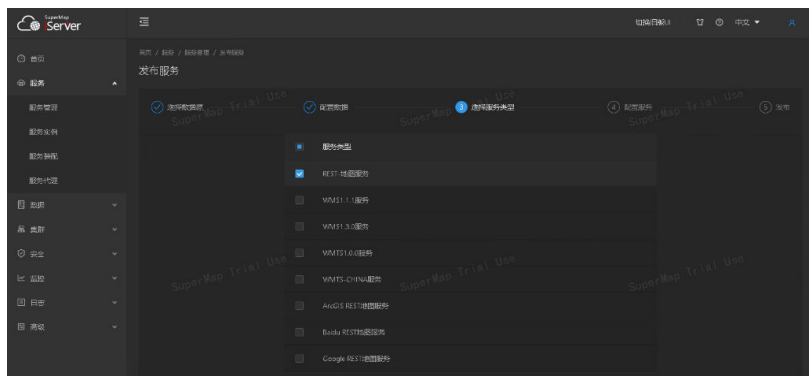 SuperMap
iServer
切换旧版UI
中文
首页
服务
服务管理
服务实例
服务装配
服务代理
数据
集群
安全
监控
日志
高级
首页 / 服务 / 服务管理 / 发布服务
发布服务
选择数据源
配置数据
3 选择服务类型
4 配置服务
5 发布
服务类型
REST-地图服务
WMS1.1.1服务
WMS1.3.0服务
WMTS1.0.0服务
WMTS-CHINA服务
ArcGIS REST地图服务
Baidu REST地图服务
Google REST地图服务
SuperMap Trial Use
SuperMap Trial Use
SuperMap Trial Use
SuperMap Trial Use
SuperMap Trial Use
SuperMap Trial Use